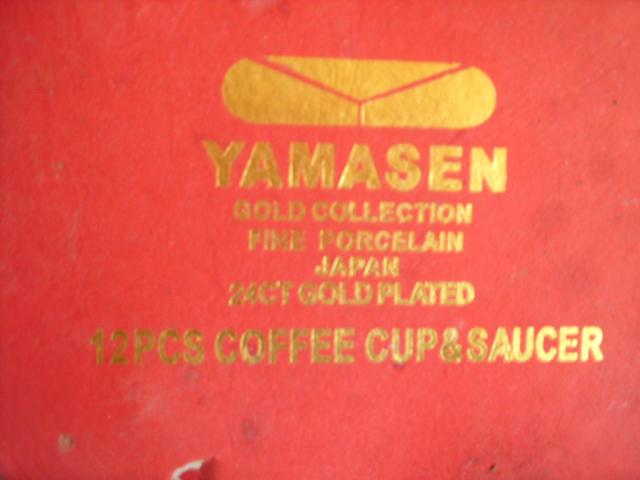 YAMASEN
GOLD COLLECTION
FINE PORCELAIN
JAPAN
24CT GOLD PLATED
12PCS COFFEE CUP&SAUCER